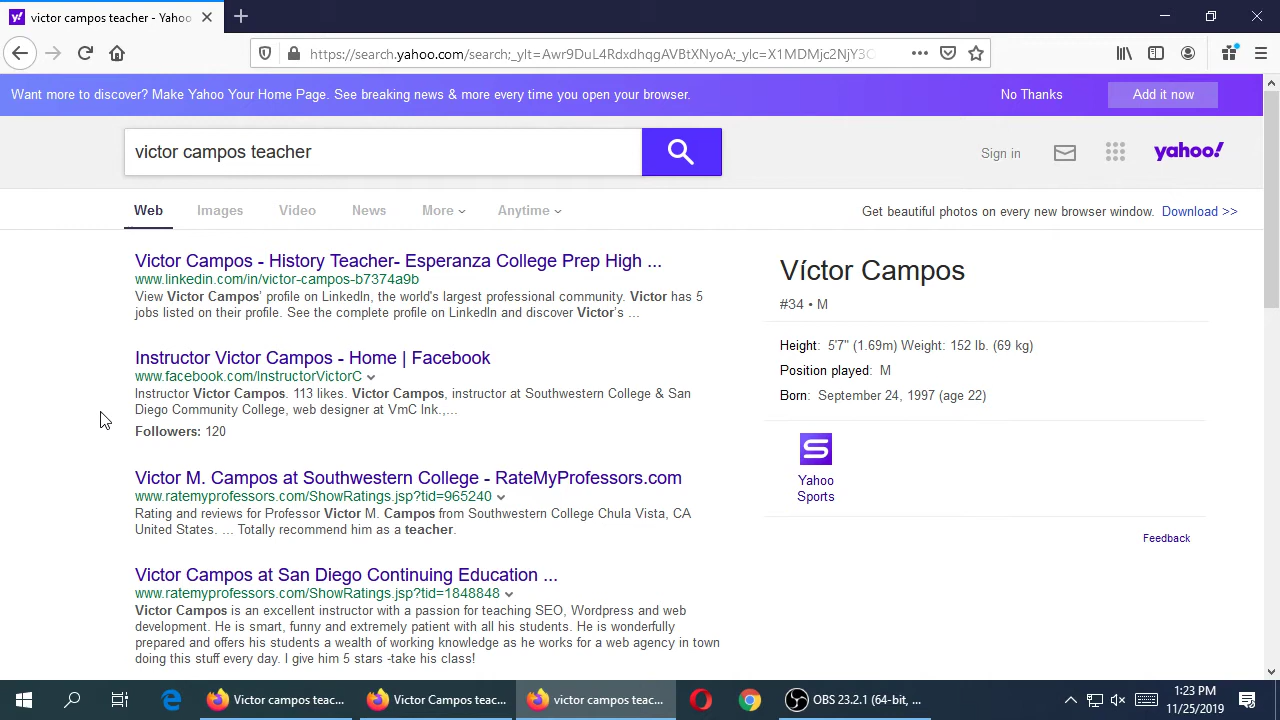 victor campos teacher - Yahoo
https://search.yahoo.com/search;_ylt=Awr9DuL4RdxdhqgAVBtXNyoA;_ylc=X1MDMjc2NjY3C
Want more to discover? Make Yahoo Your Home Page. See breaking news & more every time you open your browser.
No Thanks
Add it now
victor campos teacher
Sign in
yahoo!
Web
Images
Video
News
More
Anytime
Get beautiful photos on every new browser window. Download >>
Victor Campos - History Teacher- Esperanza College Prep High ...
www.linkedin.com/in/victor-campos-b7374a9b
View Victor Campos' profile on LinkedIn, the world's largest professional community. Victor has 5
jobs listed on their profile. See the complete profile on LinkedIn and discover Victor's ...
Instructor Victor Campos - Home | Facebook
www.facebook.com/InstructorVictorC
Instructor Victor Campos. 113 likes. Victor Campos, instructor at Southwestern College & San
Diego Community College, web designer at VmC Ink.,...
Followers: 120
Victor M. Campos at Southwestern College - RateMyProfessors.com
www.ratemyprofessors.com/ShowRatings.jsp?tid=965240
Rating and reviews for Professor Victor M. Campos from Southwestern College Chula Vista, CA
United States. ... Totally recommend him as a teacher.
Victor Campos at San Diego Continuing Education ...
www.ratemyprofessors.com/ShowRatings.jsp?tid=1848848
Victor Campos is an excellent instructor with a passion for teaching SEO, Wordpress and web
development. He is smart, funny and extremely patient with all his students. He is wonderfully
prepared and offers his students a wealth of working knowledge as he works for a web agency in town
doing this stuff every day. I give him 5 stars -take his class!
Víctor Campos
#34 • M
Height: 5'7" (1.69m) Weight: 152 lb. (69 kg)
Position played: M
Born: September 24, 1997 (age 22)
Yahoo
Sports
Feedback
Victor campos teac...
Victor Campos teac...
victor campos teac...
OBS 23.2.1 (64-bit, ...
1:23 PM
11/25/2019